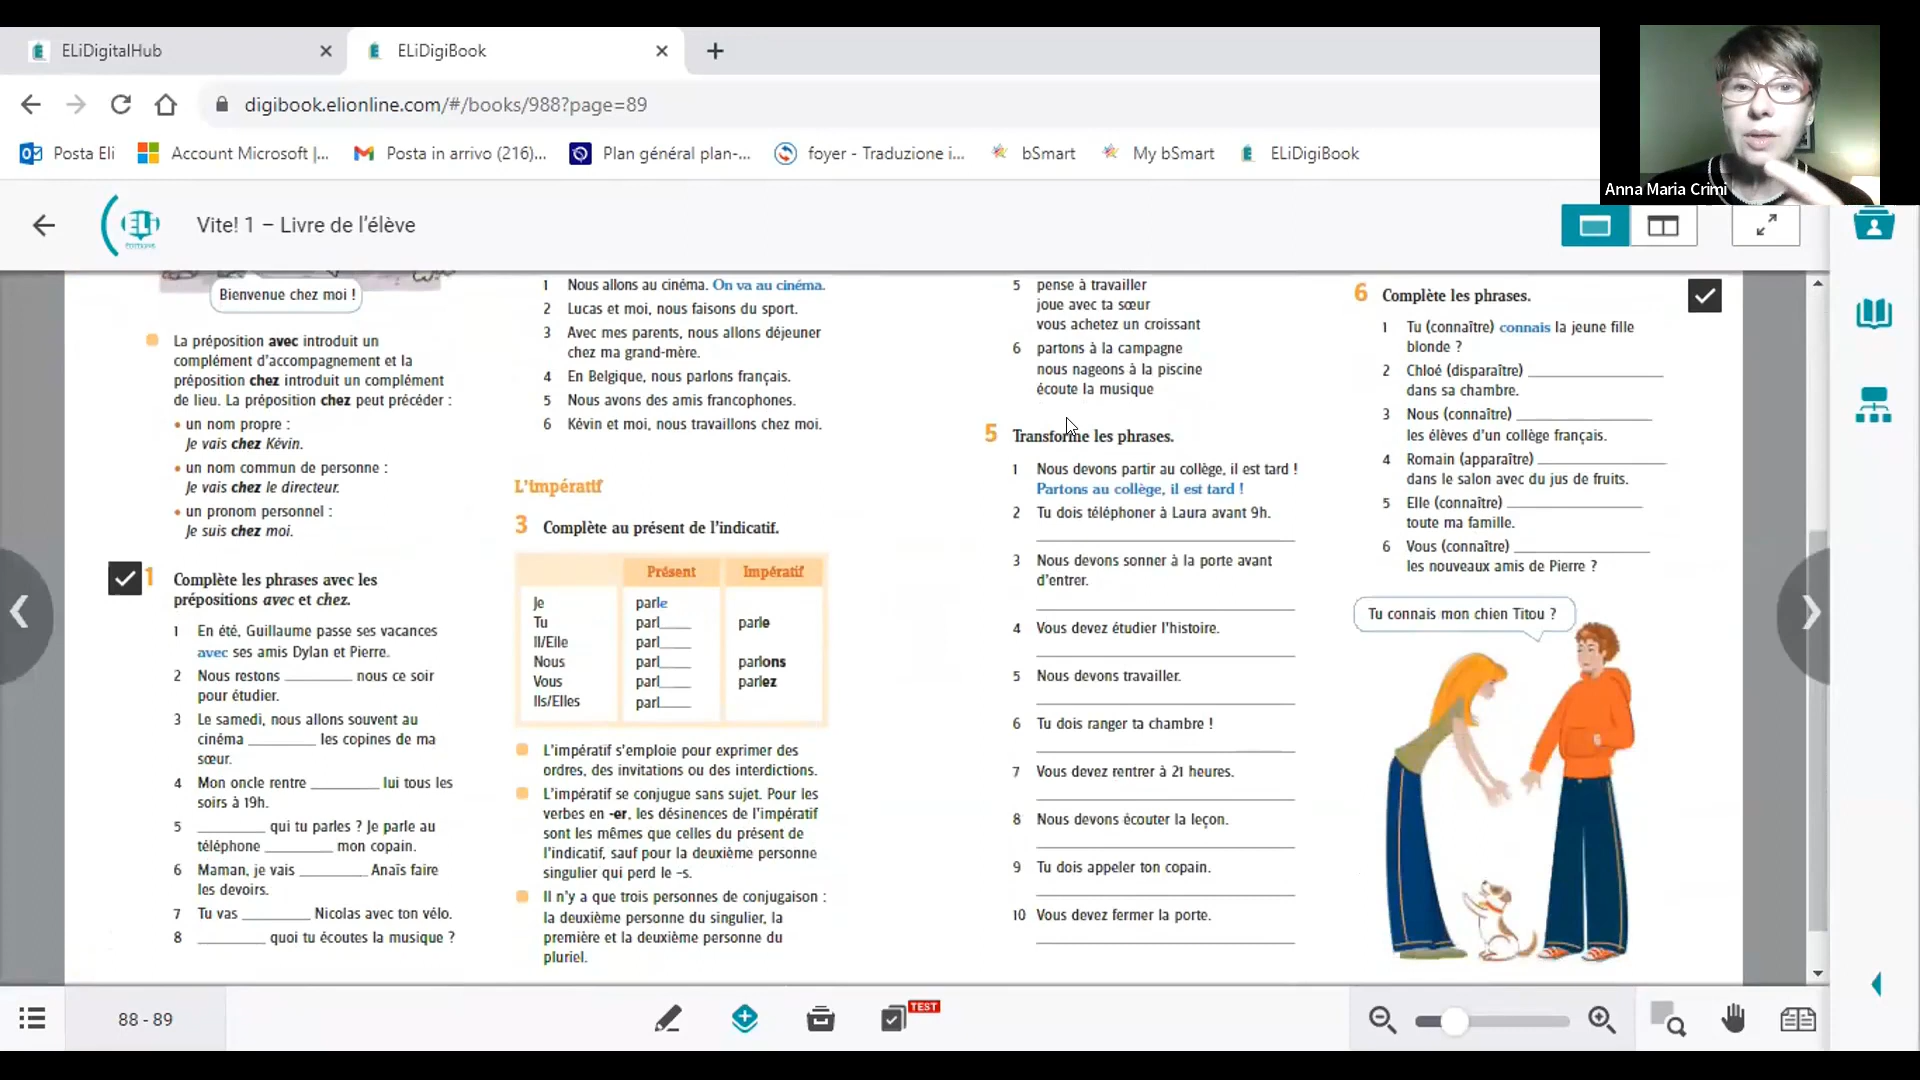 ELiDigitalHub
ELiDigiBook
digibook.elionline.com/#/books/988?page=89
Posta Eli
Account Microsoft |...
Posta in arrivo (216)...
Plan général plan-...
foyer - Traduzione i...
bSmart
My bSmart
ELiDigiBook
Anna Maria Crimi
ELi
EDITIONS
Vite! 1 – Livre de l'élève
Bienvenue chez moi !
La préposition avec introduit un
complément d'accompagnement et la
préposition chez introduit un complément
de lieu. La préposition chez peut précéder :
• un nom propre :
Je vais chez Kévin.
• un nom commun de personne :
Je vais chez le directeur.
• un pronom personnel :
Je suis chez moi.
1 Complète les phrases avec les
prépositions avec et chez.
1 En été, Guillaume passe ses vacances
avec ses amis Dylan et Pierre.
2 Nous restons ________ nous ce soir
pour étudier.
3 Le samedi, nous allons souvent au
cinéma ________ les copines de ma
sœur.
4 Mon oncle rentre ________ lui tous les
soirs à 19h.
5 ________ qui tu parles ? Je parle au
téléphone ________ mon copain.
6 Maman, je vais ________ Anaïs faire
les devoirs.
7 Tu vas ________ Nicolas avec ton vélo.
8 ________ quoi tu écoutes la musique ?
1 Nous allons au cinéma. On va au cinéma.
2 Lucas et moi, nous faisons du sport.
3 Avec mes parents, nous allons déjeuner
chez ma grand-mère.
4 En Belgique, nous parlons français.
5 Nous avons des amis francophones.
6 Kévin et moi, nous travaillons chez moi.
L'impératif
3 Complète au présent de l'indicatif.
Présent Impératif
Je parle
Tu parl____ parle
Il/Elle parl____
Nous parl____ parlons
Vous parl____ parlez
Ils/Elles parl____
L'impératif s'emploie pour exprimer des
ordres, des invitations ou des interdictions.
L'impératif se conjugue sans sujet. Pour les
verbes en -er, les désinences de l'impératif
sont les mêmes que celles du présent de
l'indicatif, sauf pour la deuxième personne
singulier qui perd le -s.
Il n'y a que trois personnes de conjugaison :
la deuxième personne du singulier, la
première et la deuxième personne du
pluriel.
5 pense à travailler
joue avec ta sœur
vous achetez un croissant
6 partons à la campagne
nous nageons à la piscine
écoute la musique
5 Transforme les phrases.
1 Nous devons partir au collège, il est tard !
Partons au collège, il est tard !
2 Tu dois téléphoner à Laura avant 9h.
3 Nous devons sonner à la porte avant
d'entrer.
4 Vous devez étudier l'histoire.
5 Nous devons travailler.
6 Tu dois ranger ta chambre !
7 Vous devez rentrer à 21 heures.
8 Nous devons écouter la leçon.
9 Tu dois appeler ton copain.
10 Vous devez fermer la porte.
6 Complète les phrases.
1 Tu (connaître) connais la jeune fille
blonde ?
2 Chloé (disparaître) ________
dans sa chambre.
3 Nous (connaître) ________
les élèves d'un collège français.
4 Romain (apparaître) ________
dans le salon avec du jus de fruits.
5 Elle (connaître) ________
toute ma famille.
6 Vous (connaître) ________
les nouveaux amis de Pierre ?
Tu connais mon chien Titou ?
88 - 89
TEST